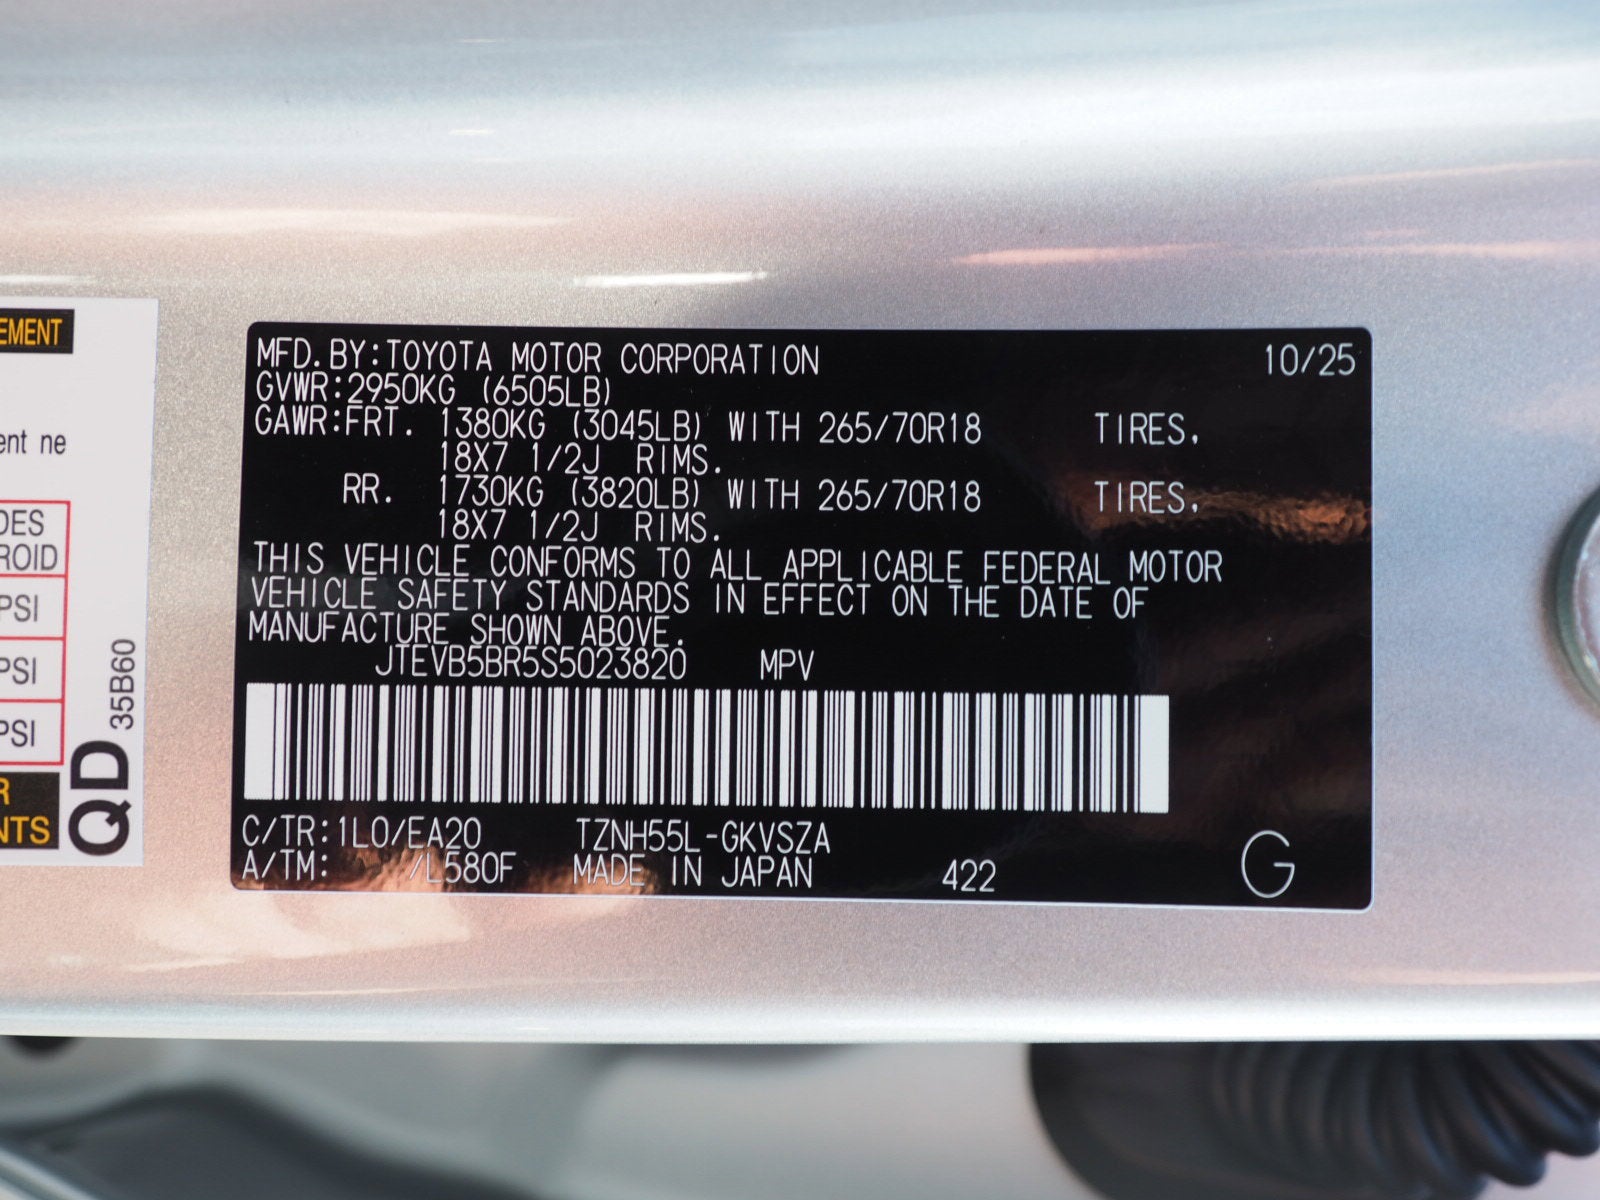 EMENT
ent ne
DES
ROID
PSI
PSI
PSI
R
NTS
QD 35B60
MFD.BY:TOYOTA MOTOR CORPORATION 10/25
GVWR:2950KG (6505LB)
GAWR:FRT. 1380KG (3045LB) WITH 265/70R18 TIRES.
18X7 1/2J RIMS.
RR. 1730KG (3820LB) WITH 265/70R18 TIRES.
18X7 1/2J RIMS.
THIS VEHICLE CONFORMS TO ALL APPLICABLE FEDERAL MOTOR
VEHICLE SAFETY STANDARDS IN EFFECT ON THE DATE OF
MANUFACTURE SHOWN ABOVE.
JTEVB5BR5S5023820 MPV
C/TR:1L0/EA20 TZNH55L-GKVSZA
A/TM: /L580F MADE IN JAPAN 422 G